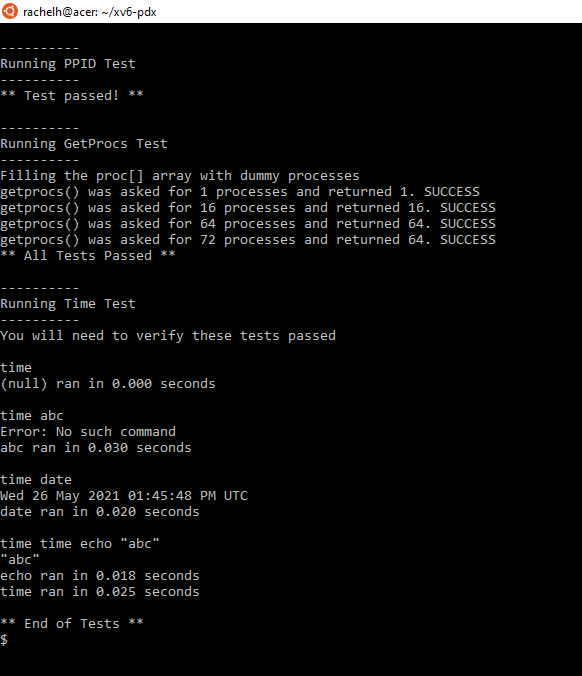 rachelh@acer: ~/xv6-pdx
----------
Running PPID Test
----------
** Test passed! **
----------
Running GetProcs Test
----------
Filling the proc[] array with dummy processes
getprocs() was asked for 1 processes and returned 1. SUCCESS
getprocs() was asked for 16 processes and returned 16. SUCCESS
getprocs() was asked for 64 processes and returned 64. SUCCESS
getprocs() was asked for 72 processes and returned 64. SUCCESS
** All Tests Passed **
----------
Running Time Test
----------
You will need to verify these tests passed
time
(null) ran in 0.000 seconds
time abc
Error: No such command
abc ran in 0.030 seconds
time date
Wed 26 May 2021 01:45:48 PM UTC
date ran in 0.020 seconds
time time echo "abc"
"abc"
echo ran in 0.018 seconds
time ran in 0.025 seconds
** End of Tests **
$